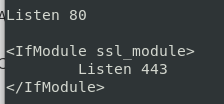 Listen 80

<IfModule ssl_module>
        Listen 443
</IfModule>